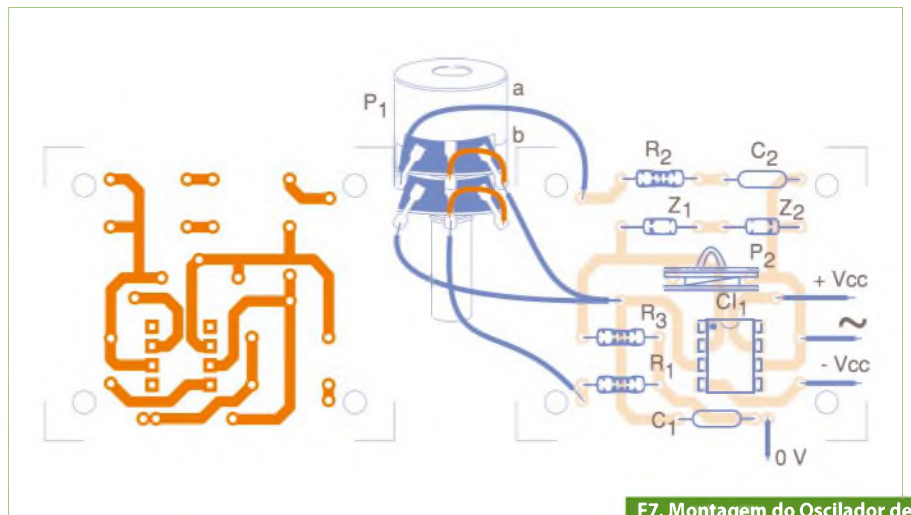 P1
a
b
R2
C2
Z1
Z2
P2
+ Vcc
CI1
R3
~
R1
- Vcc
C1
0 V
F7. Montagem do Oscilador de